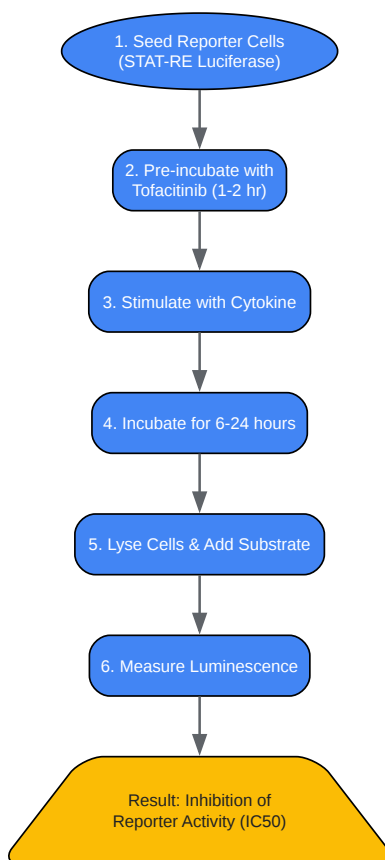 1. Seed Reporter Cells
(STAT-RE Luciferase)
2. Pre-incubate with
Tofacitinib (1-2 hr)
3. Stimulate with Cytokine
4. Incubate for 6-24 hours
5. Lyse Cells & Add Substrate
6. Measure Luminescence
Result: Inhibition of
Reporter Activity (IC50)